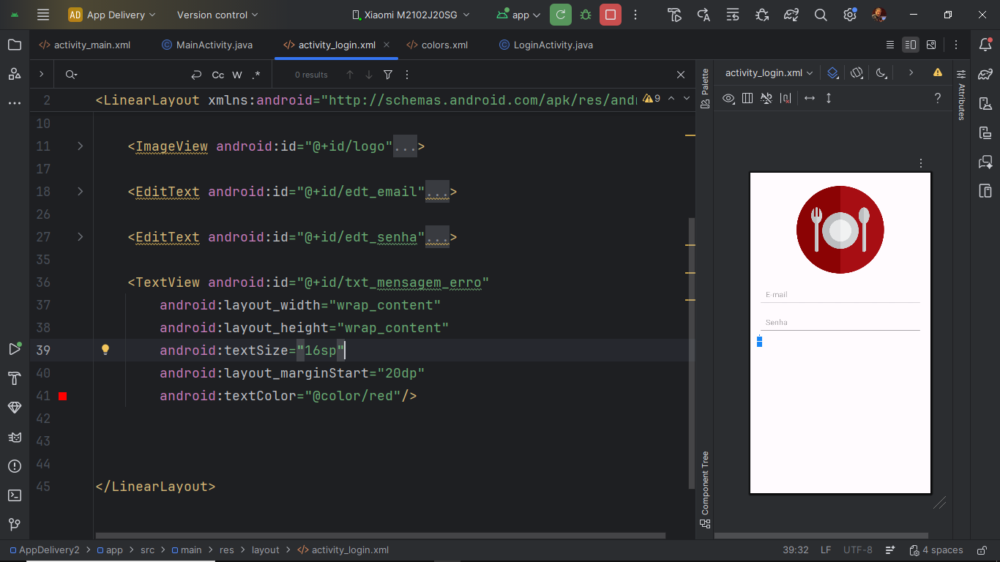 AD App Delivery Version control Xiaomi M2102J20SG app
activity_main.xml MainActivity.java activity_login.xml colors.xml LoginActivity.java
Cc W .* 0 results
activity_login.xml
Palette
Attributes
2 <LinearLayout xmlns:android="http://schemas.android.com/apk/res/and 9
10
11 <ImageView android:id="@+id/logo"...>
17
18 <EditText android:id="@+id/edt_email"...>
26
27 <EditText android:id="@+id/edt_senha"...>
35
36 <TextView android:id="@+id/txt_mensagem_erro"
37 android:layout_width="wrap_content"
38 android:layout_height="wrap_content"
39 android:textSize="16sp"
40 android:layout_marginStart="20dp"
41 android:textColor="@color/red"/>
42
43
44
45 </LinearLayout>
E-mail
Senha
Component Tree
AppDelivery2 > app > src > main > res > layout > activity_login.xml 39:32 LF UTF-8 4 spaces